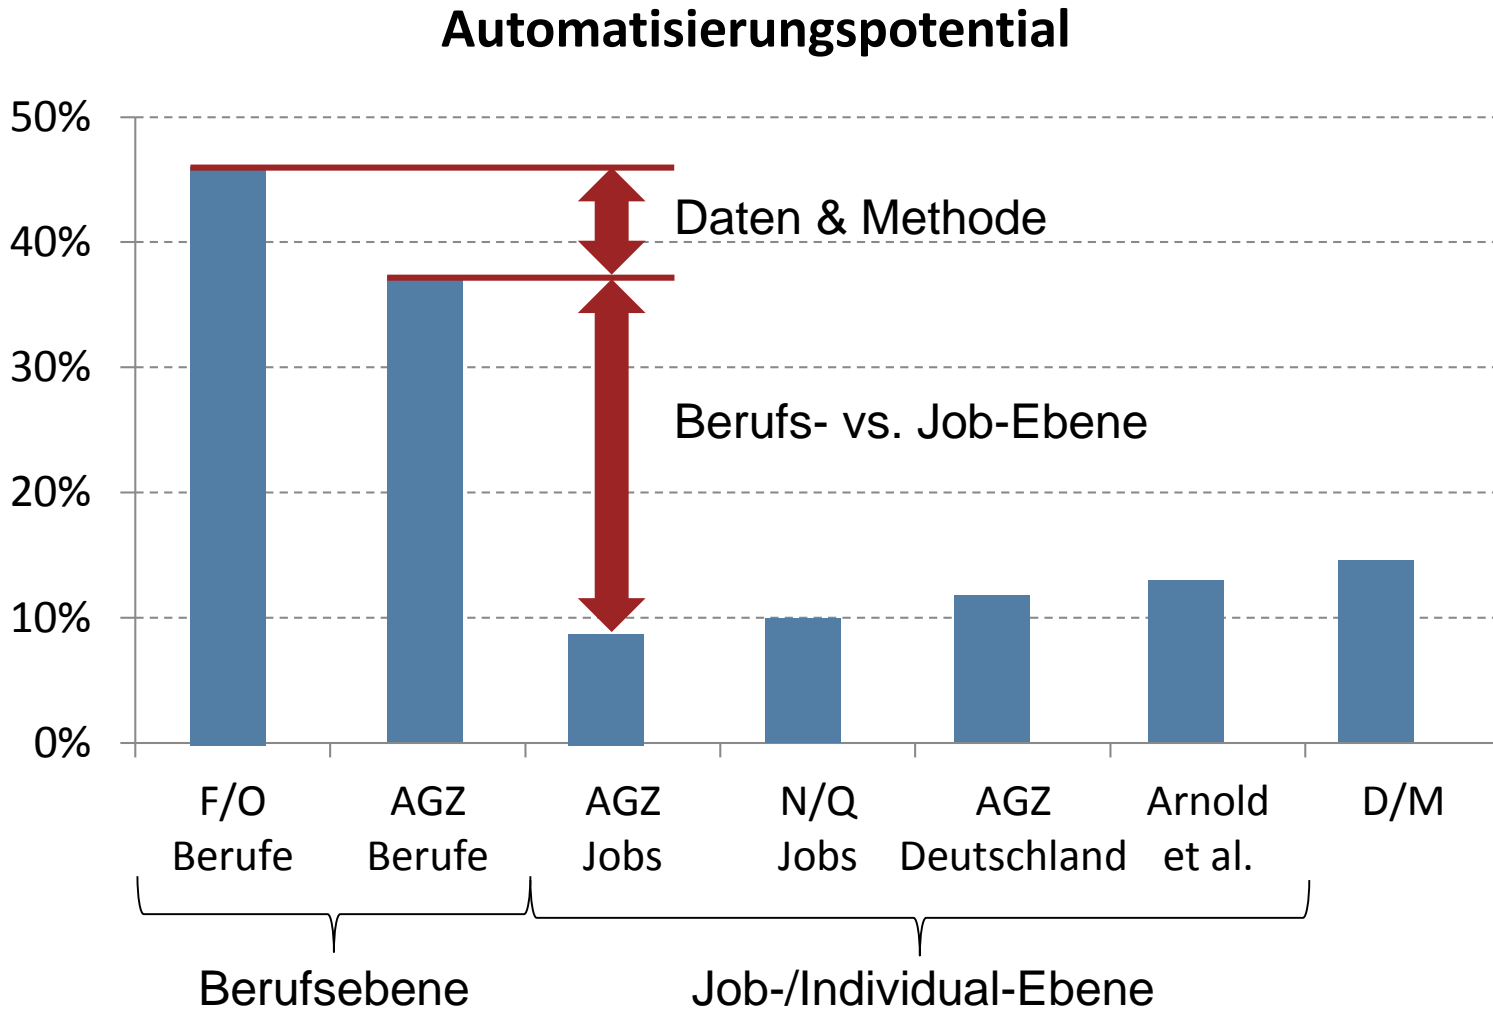 Automatisierungspotential
50%
40%
30%
20%
10%
0%
Daten & Methode
Berufs- vs. Job-Ebene
F/O
Berufe
AGZ
Berufe
AGZ
Jobs
N/Q
Jobs
AGZ
Deutschland
Arnold
et al.
D/M
Berufsebene
Job-/Individual-Ebene